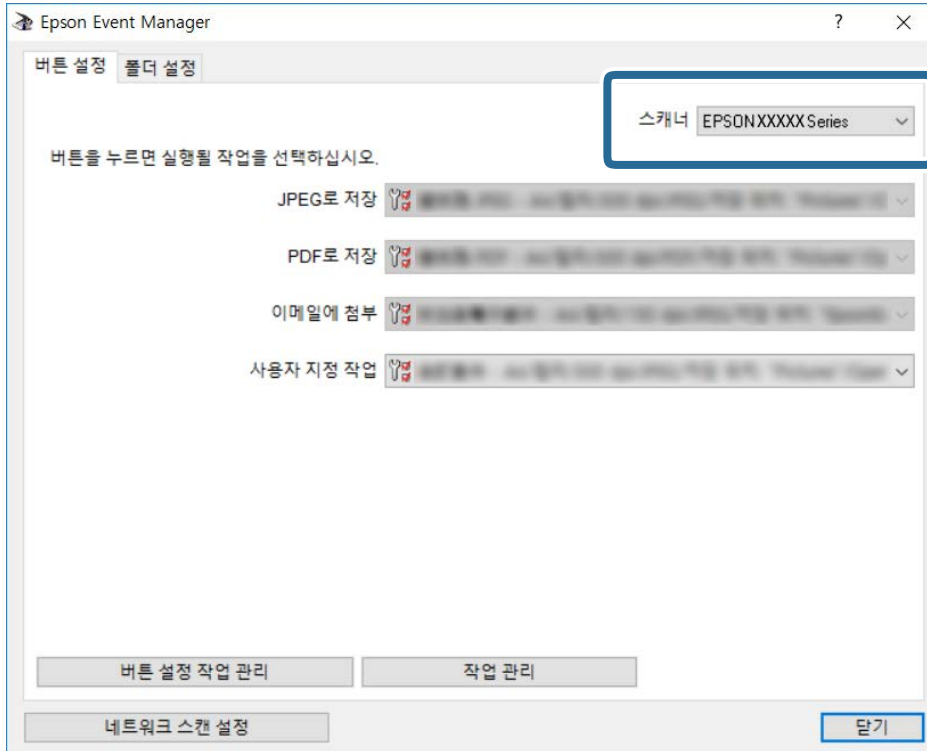 Epson Event Manager
버튼 설정
폴더 설정
스캐너 EPSON XXXXX Series
버튼을 누르면 실행될 작업을 선택하십시오.
JPEG로 저장
PDF로 저장
이메일에 첨부
사용자 지정 작업
버튼 설정 작업 관리
작업 관리
네트워크 스캔 설정
닫기